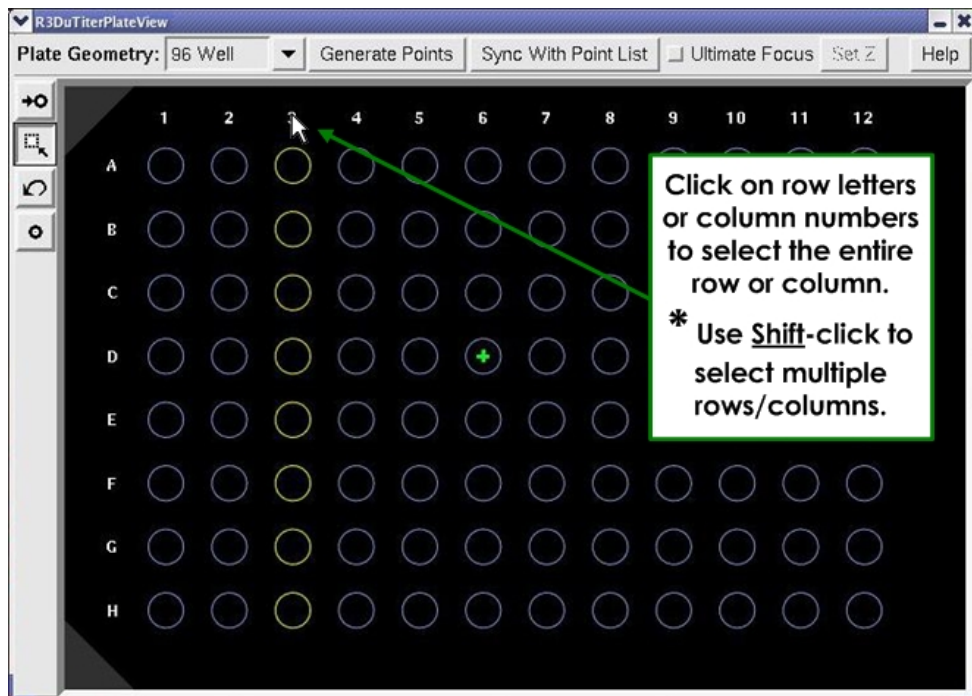 R3DuTiterPlateView
Plate Geometry: 96 Well Generate Points Sync With Point List Ultimate Focus Set Z Help
1 2 3 4 5 6 7 8 9 10 11 12
A
B
C
D
E
F
G
H
Click on row letters
or column numbers
to select the entire
row or column.
* Use Shift-click to
select multiple
rows/columns.